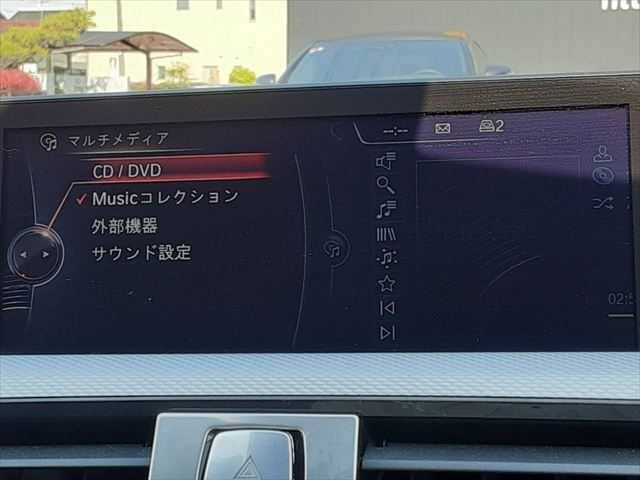 マルチメディア
CD / DVD
Musicコレクション
外部機器
サウンド設定
--:--
2